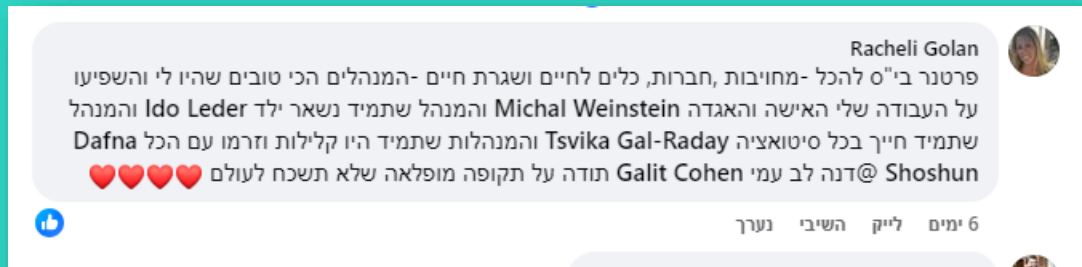 Racheli Golan
פרטנר בי"ס להכל -מחויבות ,חברות, כלים לחיים ושגרת חיים -המנהלים הכי טובים שהיו לי והשפיעו
על העבודה שלי האישה והאגדה Michal Weinstein והמנהל שתמיד נשאר ילד Ido Leder והמנהל
שתמיד חייך בכל סיטואציה Tsvika Gal-Raday והמנהלות שתמיד היו קלילות וזרמו עם הכל Dafna
Shoshun @דנה לב עמי Galit Cohen תודה על תקופה מופלאה שלא תשכח לעולם ❤️❤️❤️❤️
6 ימים לייק השיבי נערך